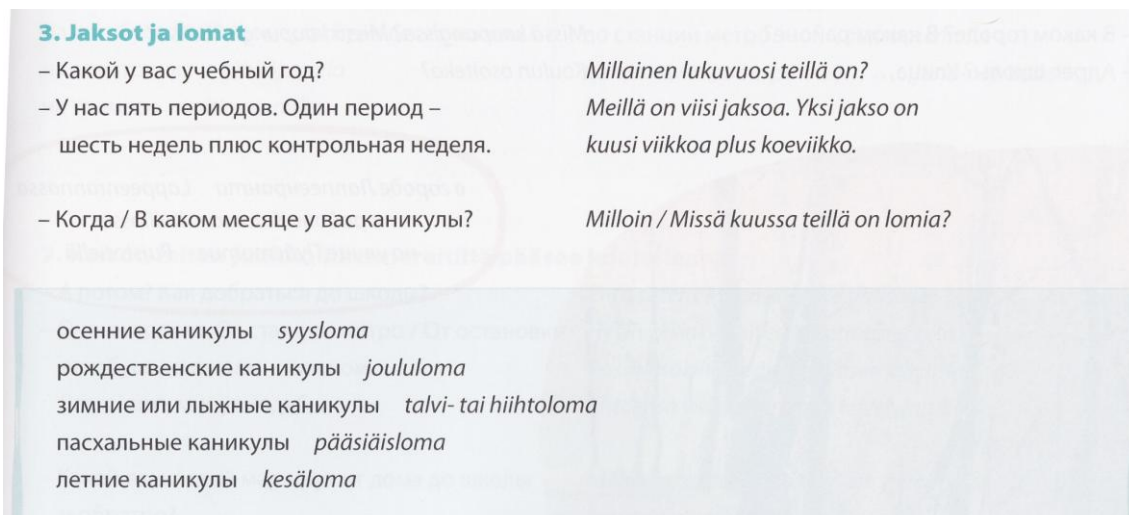 3. Jaksot ja lomat
– Какой у вас учебный год? Millainen lukuvuosi teillä on?
– У нас пять периодов. Один период – Meillä on viisi jaksoa. Yksi jakso on
шесть недель плюс контрольная неделя. kuusi viikkoa plus koeviikko.
– Когда / В каком месяце у вас каникулы? Milloin / Missä kuussa teillä on lomia?
осенние каникулы syysloma
рождественские каникулы joululoma
зимние или лыжные каникулы talvi- tai hiihtoloma
пасхальные каникулы pääsiäisloma
летние каникулы kesäloma